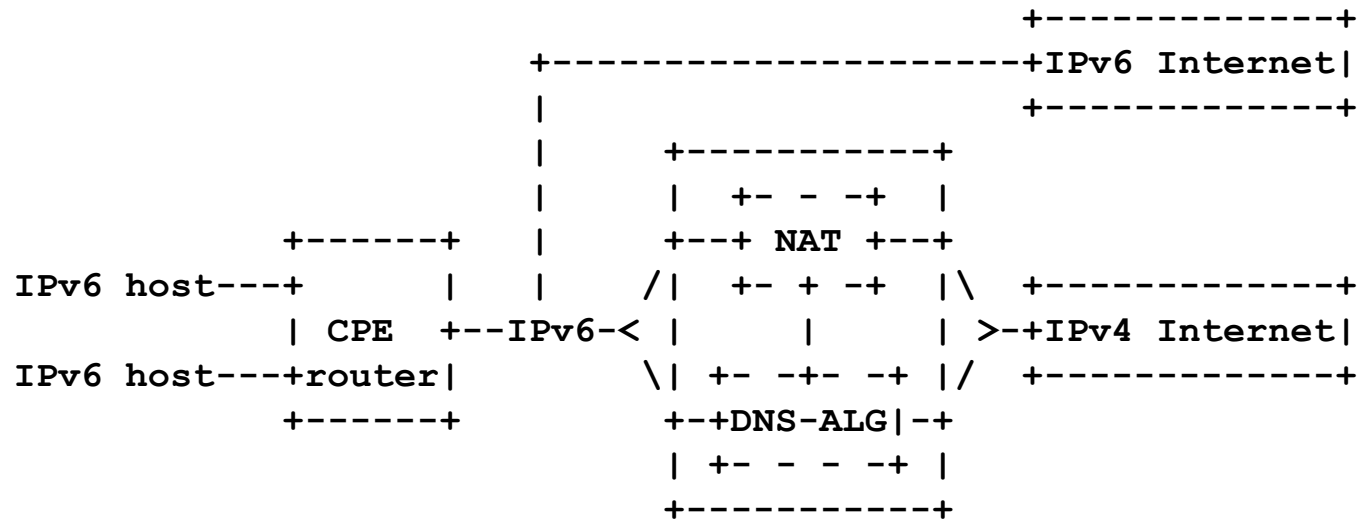 IPv6 Internet
NAT
IPv6 host
CPE IPv6 IPv4 Internet
IPv6 host router
DNS-ALG